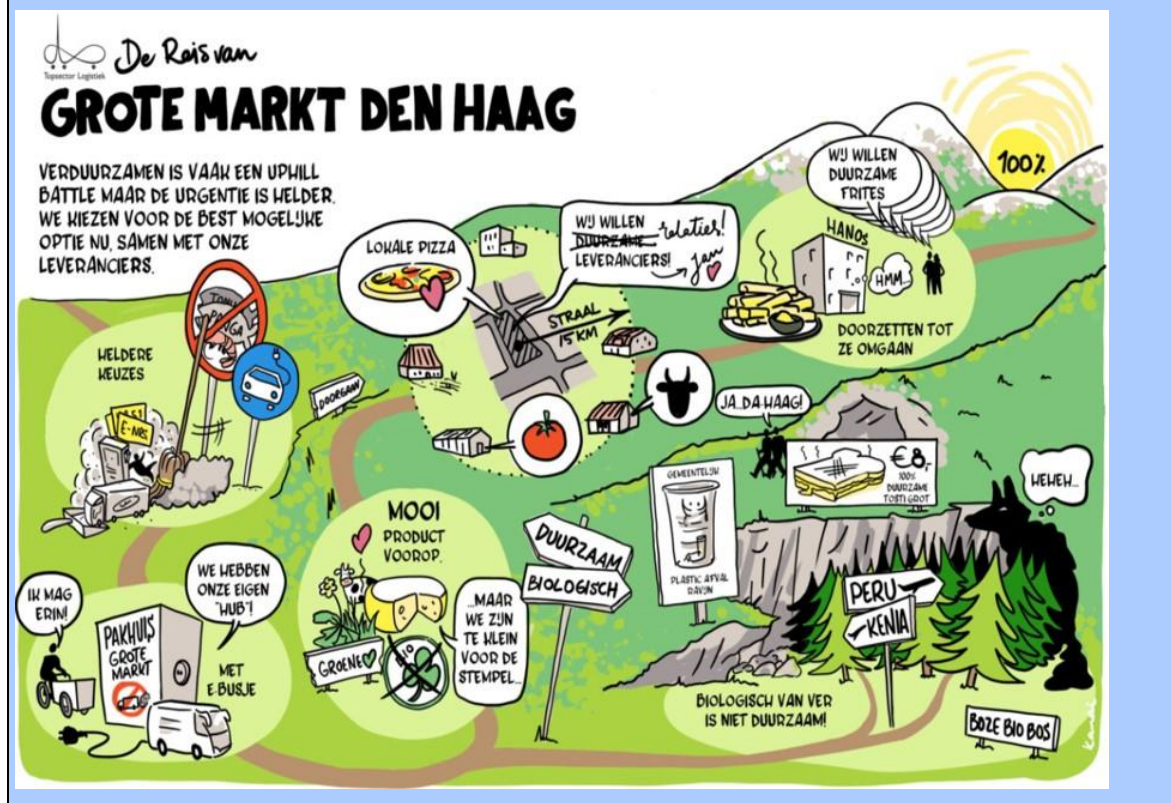 De Reis van
Topsector Logistiek
GROTE MARKT DEN HAAG
VERDUURZAMEN IS VAAK EEN UPHILL
BATTLE MAAR DE URGENTIE IS HELDER.
WE KIEZEN VOOR DE BEST MOGELIJKE
OPTIE NU, SAMEN MET ONZE
LEVERANCIERS.
100%
WIJ WILLEN
DUURZAME
FRITES
HANOS
HMM...
DOORZETTEN TOT
ZE OMGAAN
WIJ WILLEN
DUURZAME relaties!
LEVERANCIERS! jan
LOKALE PIZZA
STRAAL
15 KM
HELDERE
KEUZES
E-NRS
DOORGAAN
JA..DA HAAG!
€8,-
100%
DUURZAME
TOSTI GROT
HEHEH...
GEMEENTELIJK
PLASTIC AFVAL
RAVIJN
MOOI
PRODUCT
VOOROP.
DUURZAAM
BIOLOGISCH
...MAAR
WE ZIJN
TE KLEIN
VOOR DE
STEMPEL...
GROENE
BIO
PERU
KENIA
BIOLOGISCH VAN VER
IS NIET DUURZAAM!
BOZE BIO BOS
IK MAG
ERIN!
WE HEBBEN
ONZE EIGEN
"HUB"!
PAKHUIS
GROTE
MARKT
MET
E-BUSJE